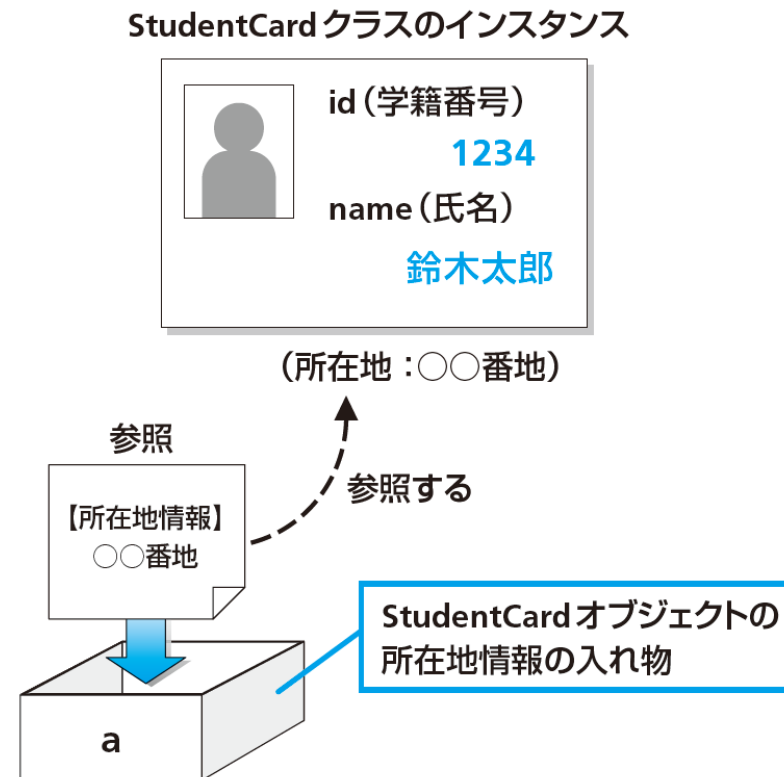 StudentCardクラスのインスタンス
id(学籍番号)
1234
name(氏名)
鈴木太郎
(所在地:○○番地)
参照
参照する
【所在地情報】
○○番地
StudentCardオブジェクトの
所在地情報の入れ物
a